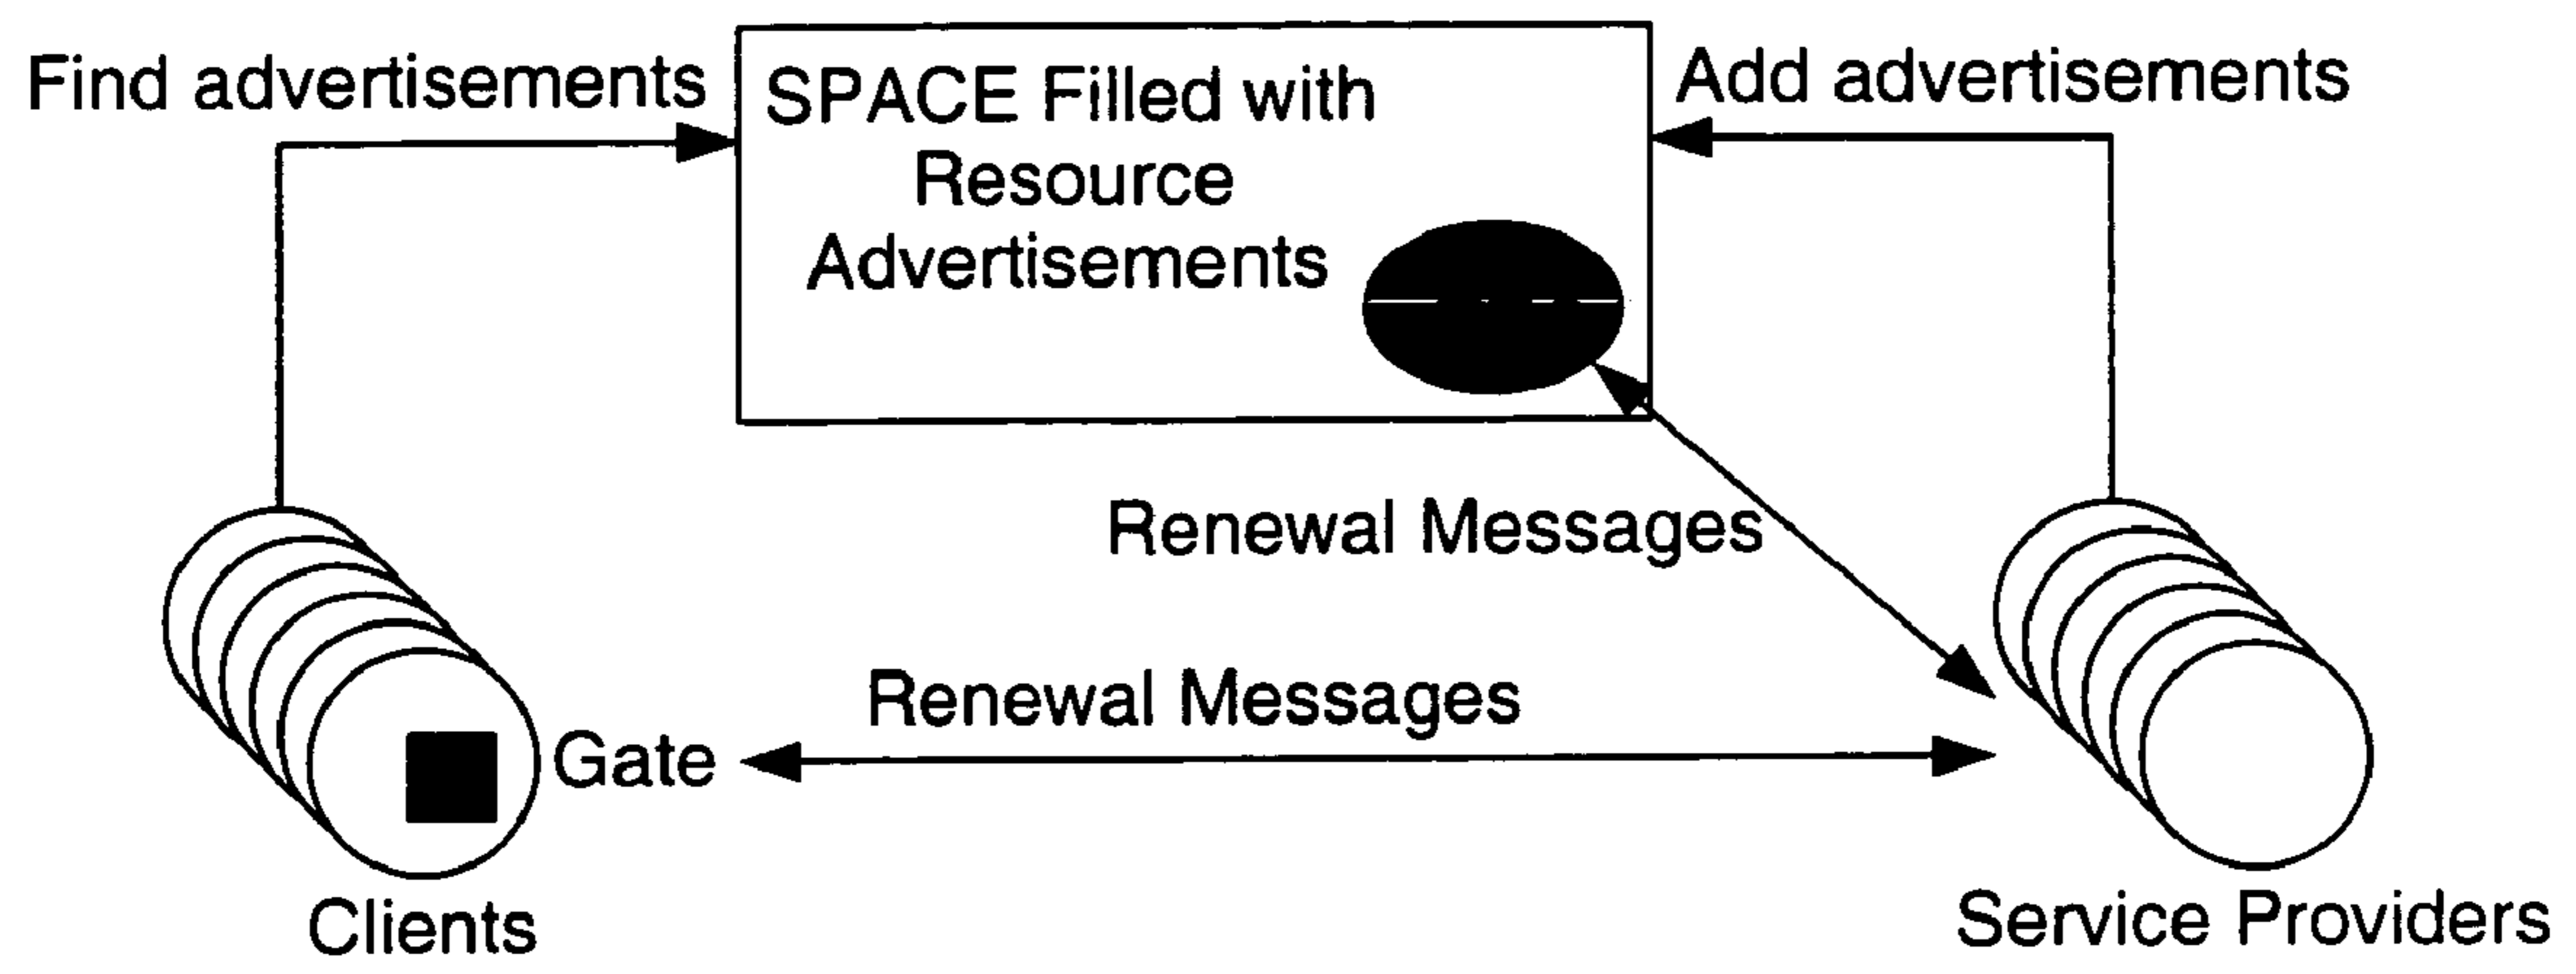 Find advertisements
SPACE Filled with
Resource
Advertisements
Add advertisements
Renewal Messages
Renewal Messages
Gate
Clients
Service Providers